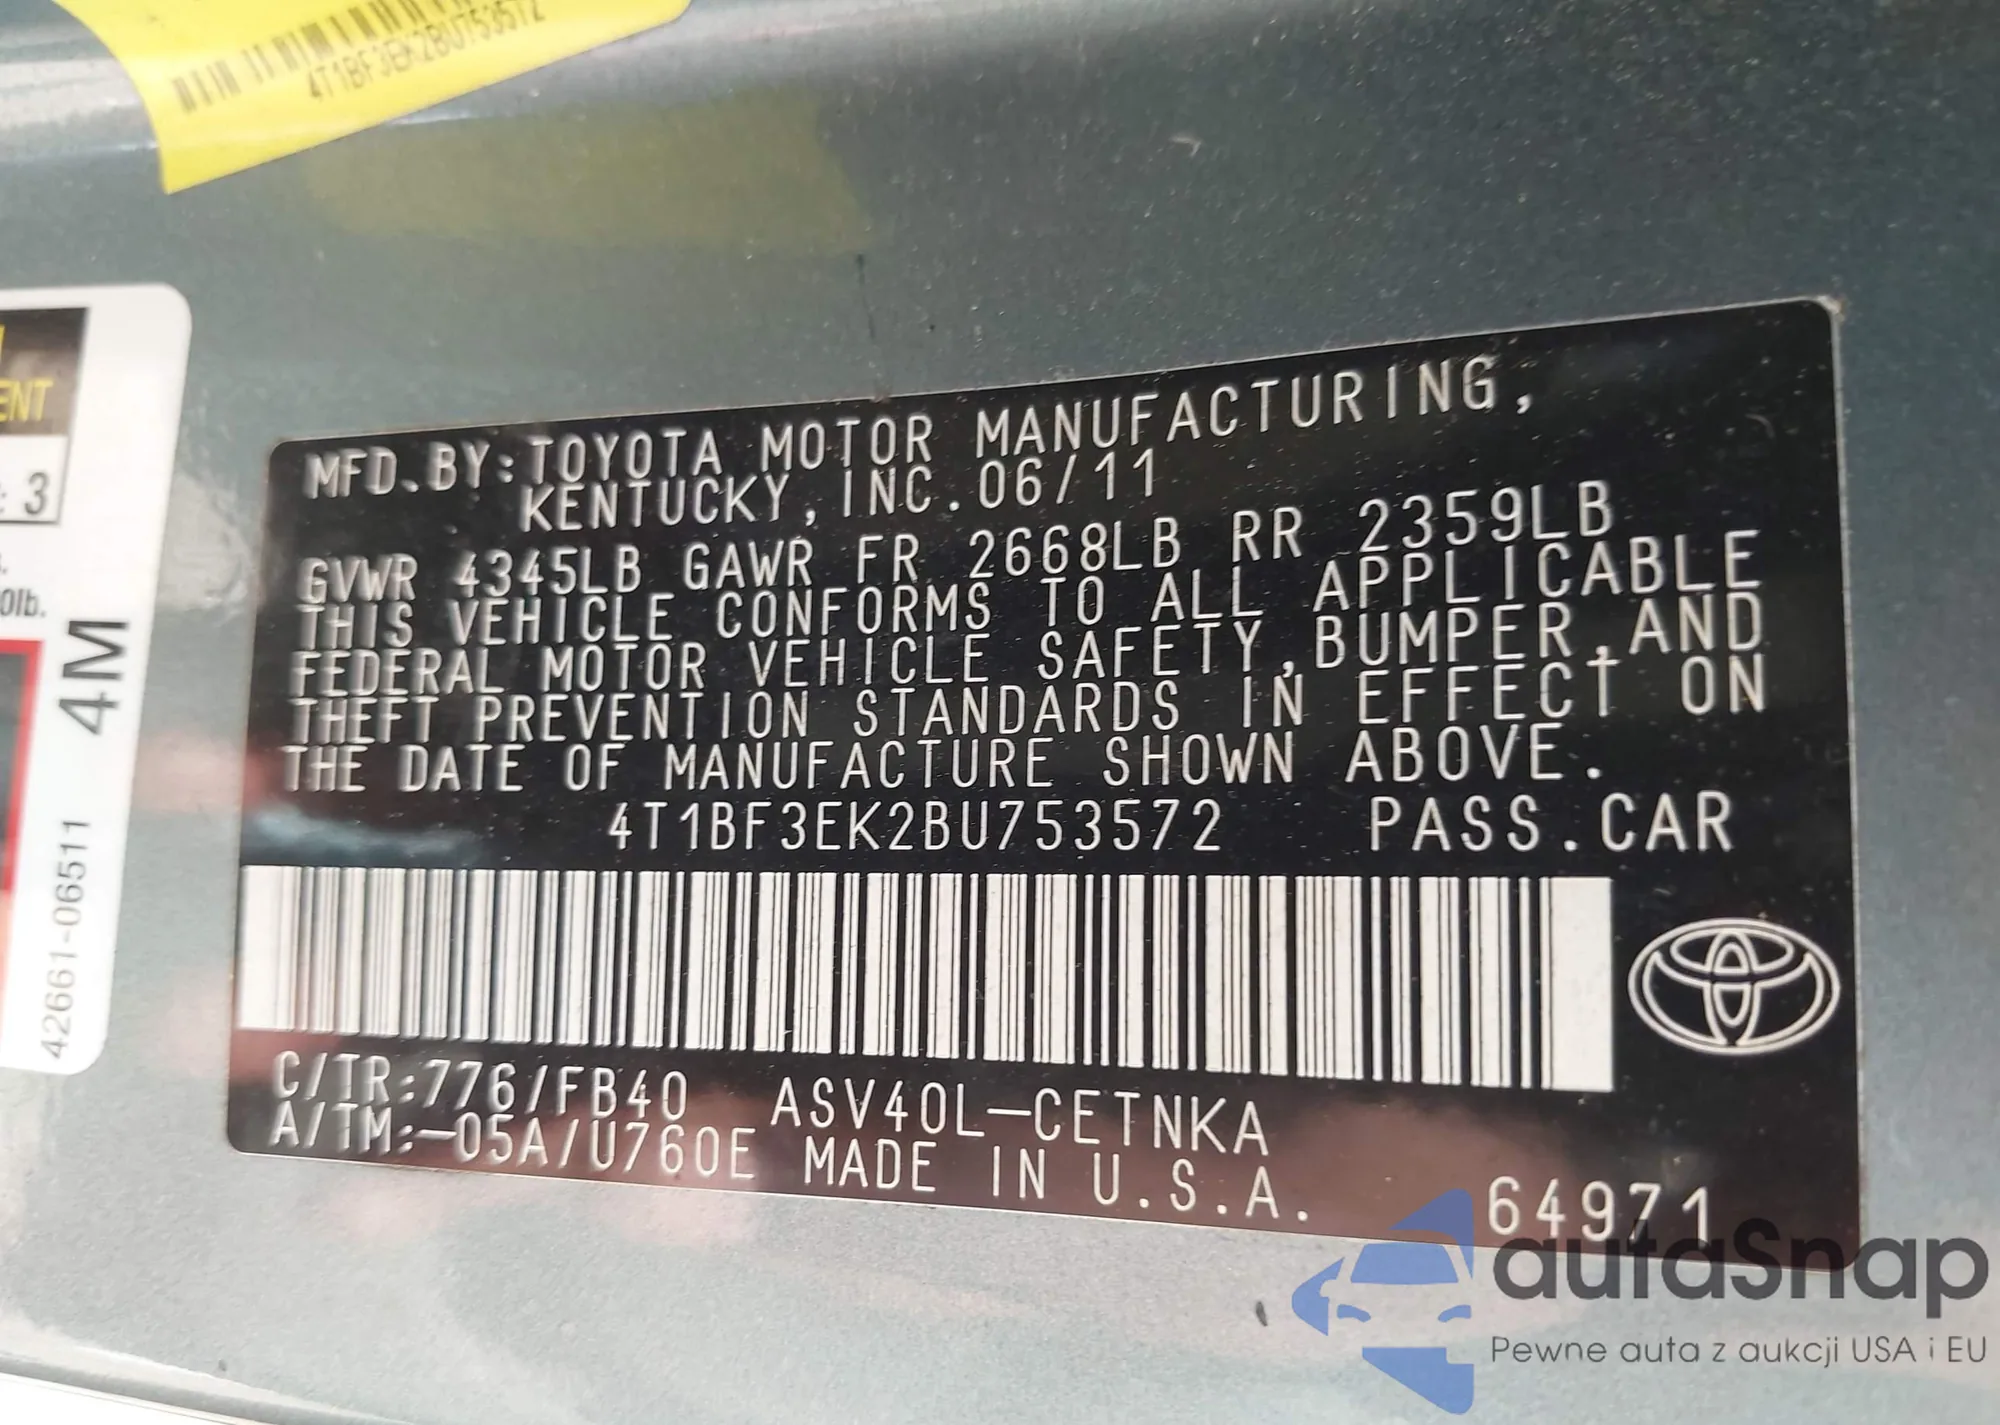 4T1BF3EK2BU753572
ENT
: 3
0lb.
4M
42661-06511
MFD.BY:TOYOTA MOTOR MANUFACTURING,
KENTUCKY, INC.06/11
GVWR 4345LB GAWR FR 2668LB RR 2359LB
THIS VEHICLE CONFORMS TO ALL APPLICABLE
FEDERAL MOTOR VEHICLE SAFETY,BUMPER,AND
THEFT PREVENTION STANDARDS IN EFFECT ON
THE DATE OF MANUFACTURE SHOWN ABOVE.
4T1BF3EK2BU753572 PASS.CAR
C/TR:776/FB40 ASV40L-CETNKA
A/TM:-05A/U760E MADE IN U.S.A.
64971
autaSnap
Pewne auta z aukcji USA i EU